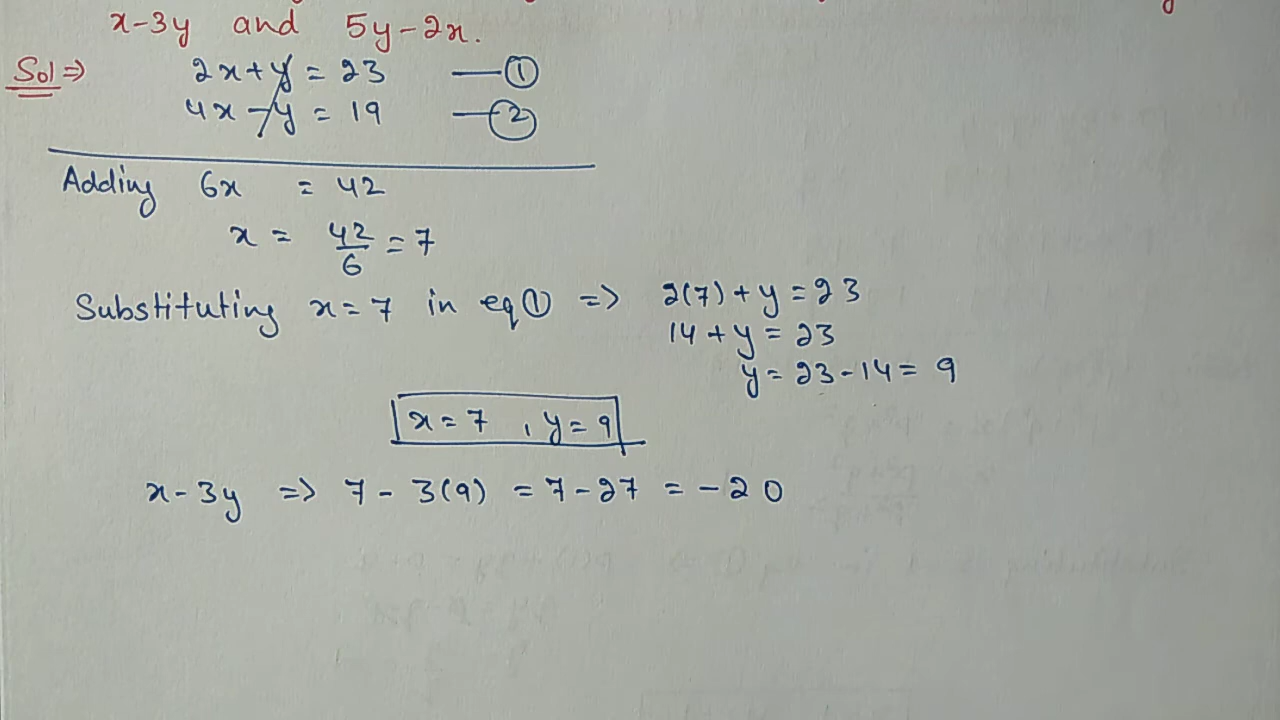 x-3y and 5y-2x.
Sol ⇒ 2x+y = 23 —①
4x-y = 19 —②
Adding 6x = 42
x = 42/6 = 7
Substituting x=7 in eq① => 2(7)+y=23
14+y=23
y=23-14=9
x=7 , y=9
x-3y => 7-3(9) = 7-27 = -20